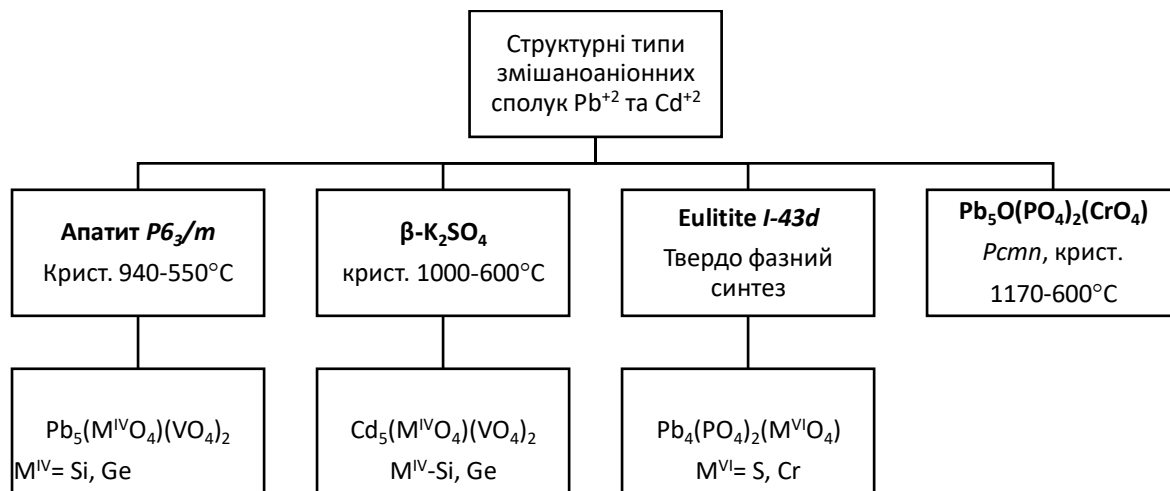 Структурні типи
змішаноаніонних
сполук Pb⁺² та Cd⁺²
Апатит P6₃/m
Крист. 940-550°C
β-K₂SO₄
крист. 1000-600°C
Eulitite I-43d
Твердо фазний
синтез
Pb₅O(PO₄)₂(CrO₄)
Pcmn, крист.
1170-600°C
Pb₅(MᴵⱽO₄)(VO₄)₂
Mᴵⱽ= Si, Ge
Cd₅(MᴵⱽO₄)(VO₄)₂
Mᴵⱽ-Si, Ge
Pb₄(PO₄)₂(MⱽᴵO₄)
Mⱽᴵ= S, Cr